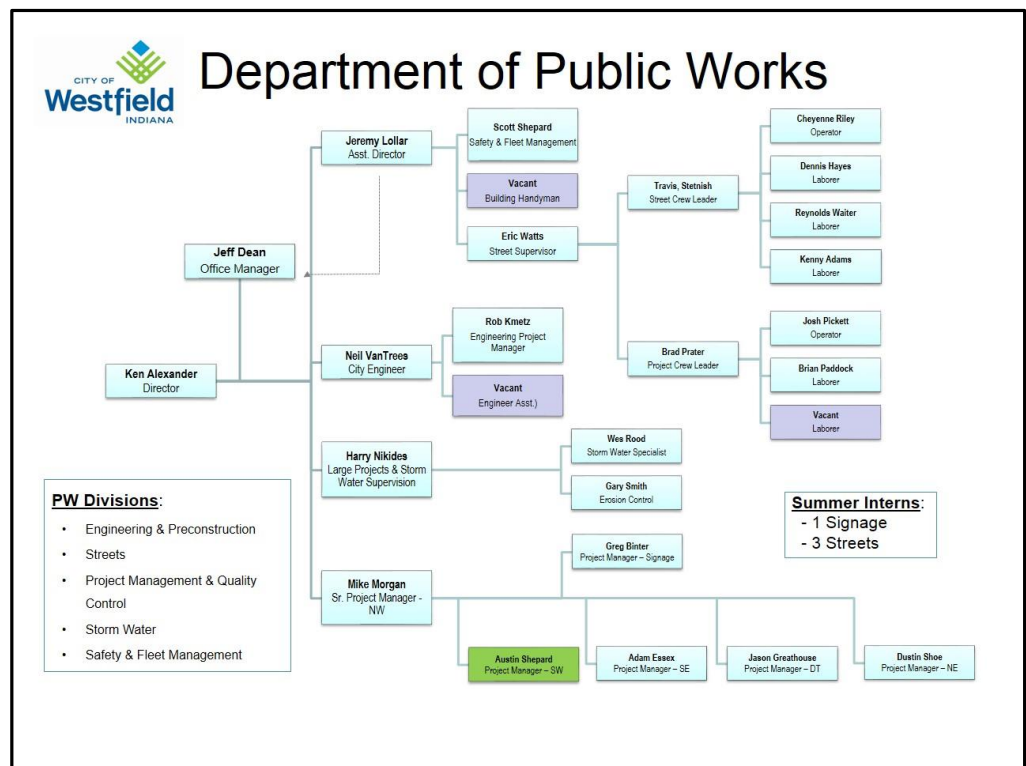 CITY OF
Westfield
INDIANA
Department of Public Works
Jeremy Lollar
Asst. Director
Scott Shepard
Safety & Fleet Management
Vacant
Building Handyman
Eric Watts
Street Supervisor
Travis, Stetnish
Street Crew Leader
Cheyenne Riley
Operator
Dennis Hayes
Laborer
Reynolds Waiter
Laborer
Kenny Adams
Laborer
Jeff Dean
Office Manager
Brad Prater
Project Crew Leader
Josh Pickett
Operator
Brian Paddock
Laborer
Vacant
Laborer
Ken Alexander
Director
Neil VanTrees
City Engineer
Rob Kmetz
Engineering Project
Manager
Vacant
Engineer Asst.)
Harry Nikides
Large Projects & Storm
Water Supervision
Wes Rood
Storm Water Specialist
Gary Smith
Erosion Control
PW Divisions:
• Engineering & Preconstruction
• Streets
• Project Management & Quality
Control
• Storm Water
• Safety & Fleet Management
Summer Interns:
- 1 Signage
- 3 Streets
Mike Morgan
Sr. Project Manager -
NW
Greg Binter
Project Manager – Signage
Austin Shepard
Project Manager – SW
Adam Essex
Project Manager – SE
Jason Greathouse
Project Manager – DT
Dustin Shoe
Project Manager – NE